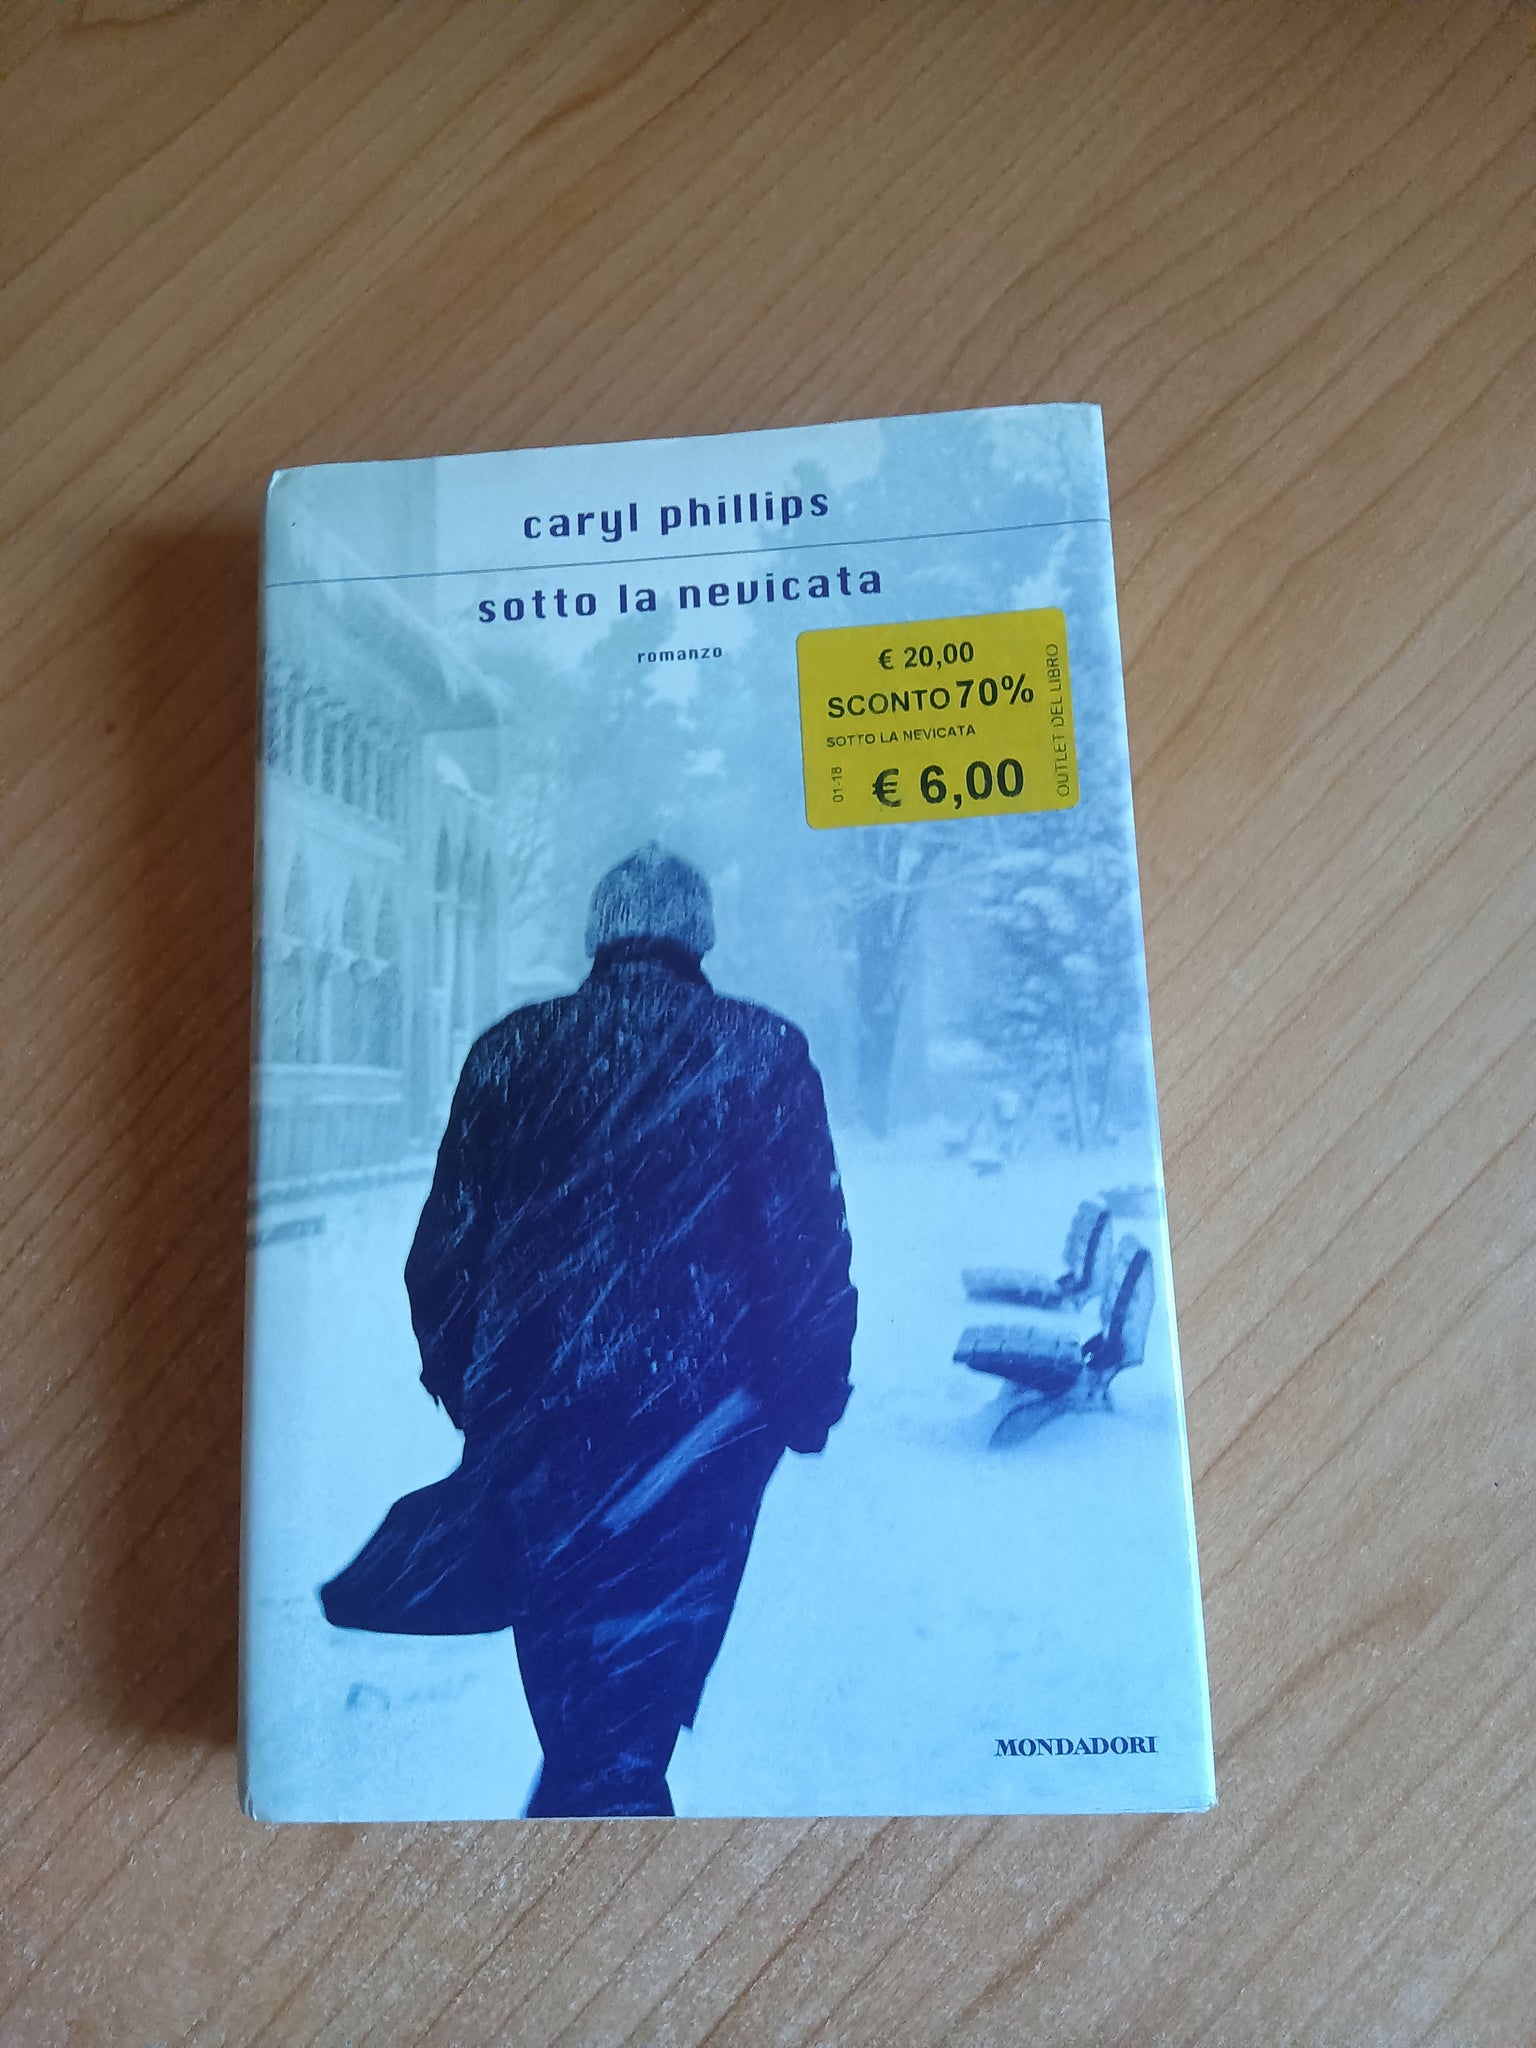 caryl phillips
sotto la nevicata
romanzo
€ 20,00
SCONTO 70%
SOTTO LA NEVICATA
01-18
€ 6,00
OUTLET DEL LIBRO
MONDADORI